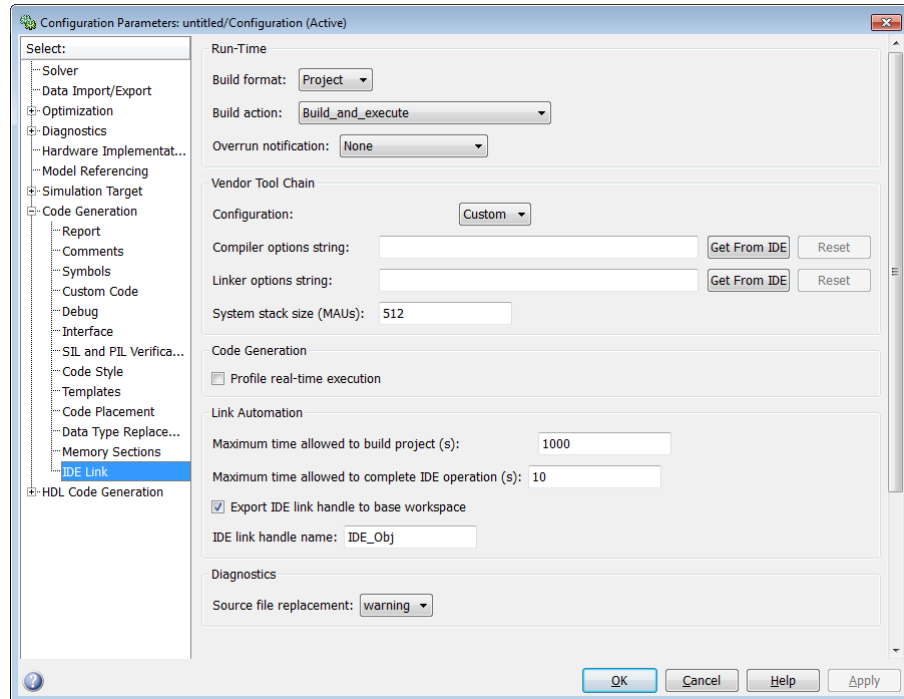 Configuration Parameters: untitled/Configuration (Active)
Select:
Solver
Data Import/Export
Optimization
Diagnostics
Hardware Implementat...
Model Referencing
Simulation Target
Code Generation
Report
Comments
Symbols
Custom Code
Debug
Interface
SIL and PIL Verifica...
Code Style
Templates
Code Placement
Data Type Replace...
Memory Sections
IDE Link
HDL Code Generation
Run-Time
Build format: Project
Build action: Build_and_execute
Overrun notification: None
Vendor Tool Chain
Configuration: Custom
Compiler options string: Get From IDE Reset
Linker options string: Get From IDE Reset
System stack size (MAUs): 512
Code Generation
Profile real-time execution
Link Automation
Maximum time allowed to build project (s): 1000
Maximum time allowed to complete IDE operation (s): 10
Export IDE link handle to base workspace
IDE link handle name: IDE_Obj
Diagnostics
Source file replacement: warning
OK Cancel Help Apply